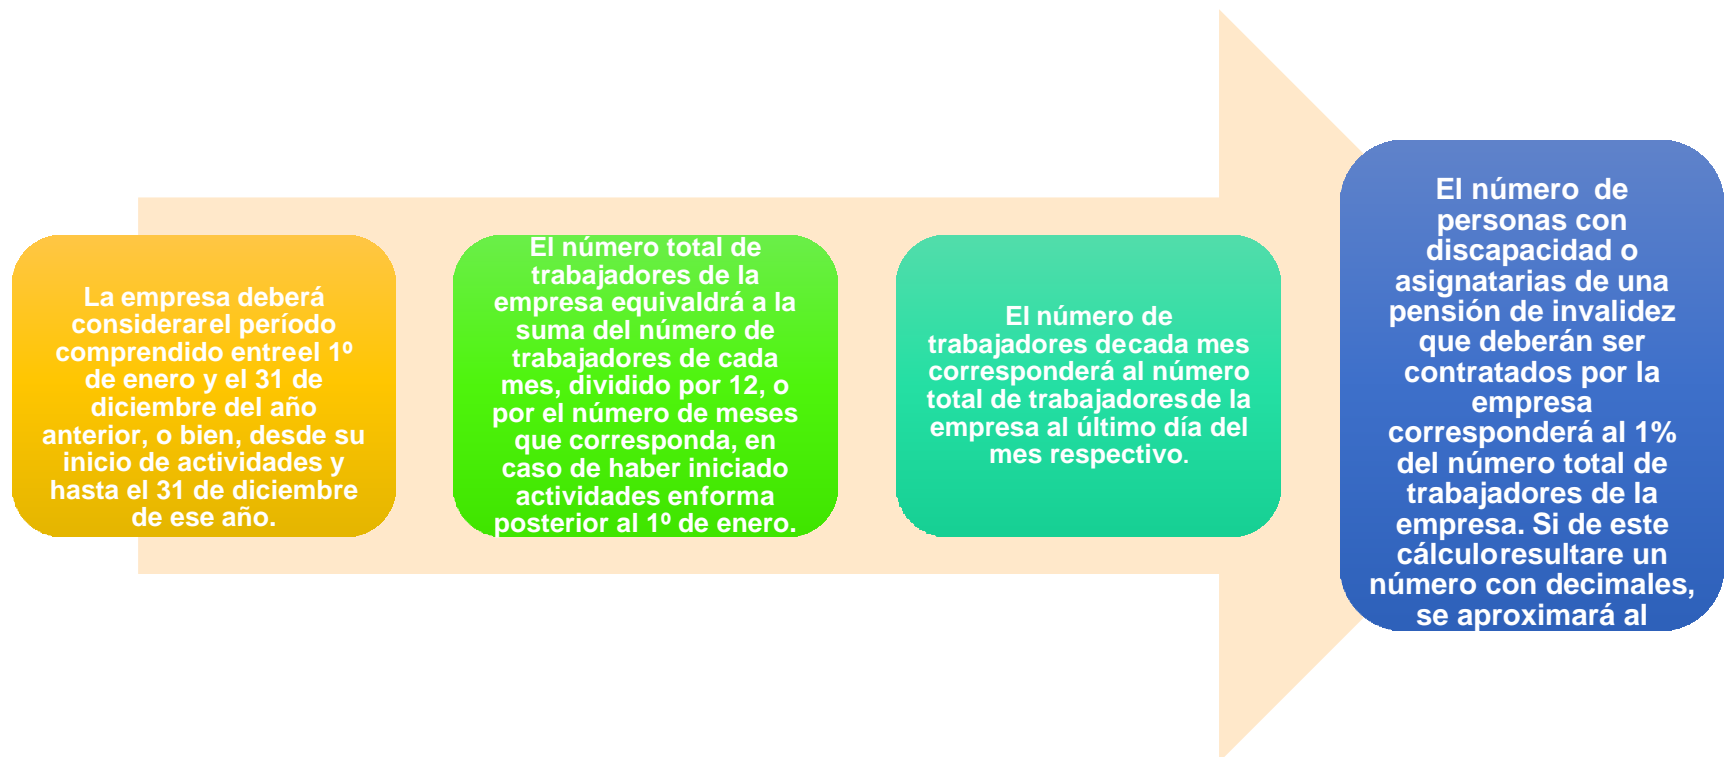 La empresa deberá
considerarel período
comprendido entreel 1º
de enero y el 31 de
diciembre del año
anterior, o bien, desde su
inicio de actividades y
hasta el 31 de diciembre
de ese año.
El número total de
trabajadores de la
empresa equivaldrá a la
suma del número de
trabajadores de cada
mes, dividido por 12, o
por el número de meses
que corresponda, en
caso de haber iniciado
actividades enforma
posterior al 1º de enero.
El número de
trabajadores decada mes
corresponderá al número
total de trabajadoresde la
empresa al último día del
mes respectivo.
El número de
personas con
discapacidad o
asignatarias de una
pensión de invalidez
que deberán ser
contratados por la
empresa
corresponderá al 1%
del número total de
trabajadores de la
empresa. Si de este
cálculoresultare un
número con decimales,
se aproximará al